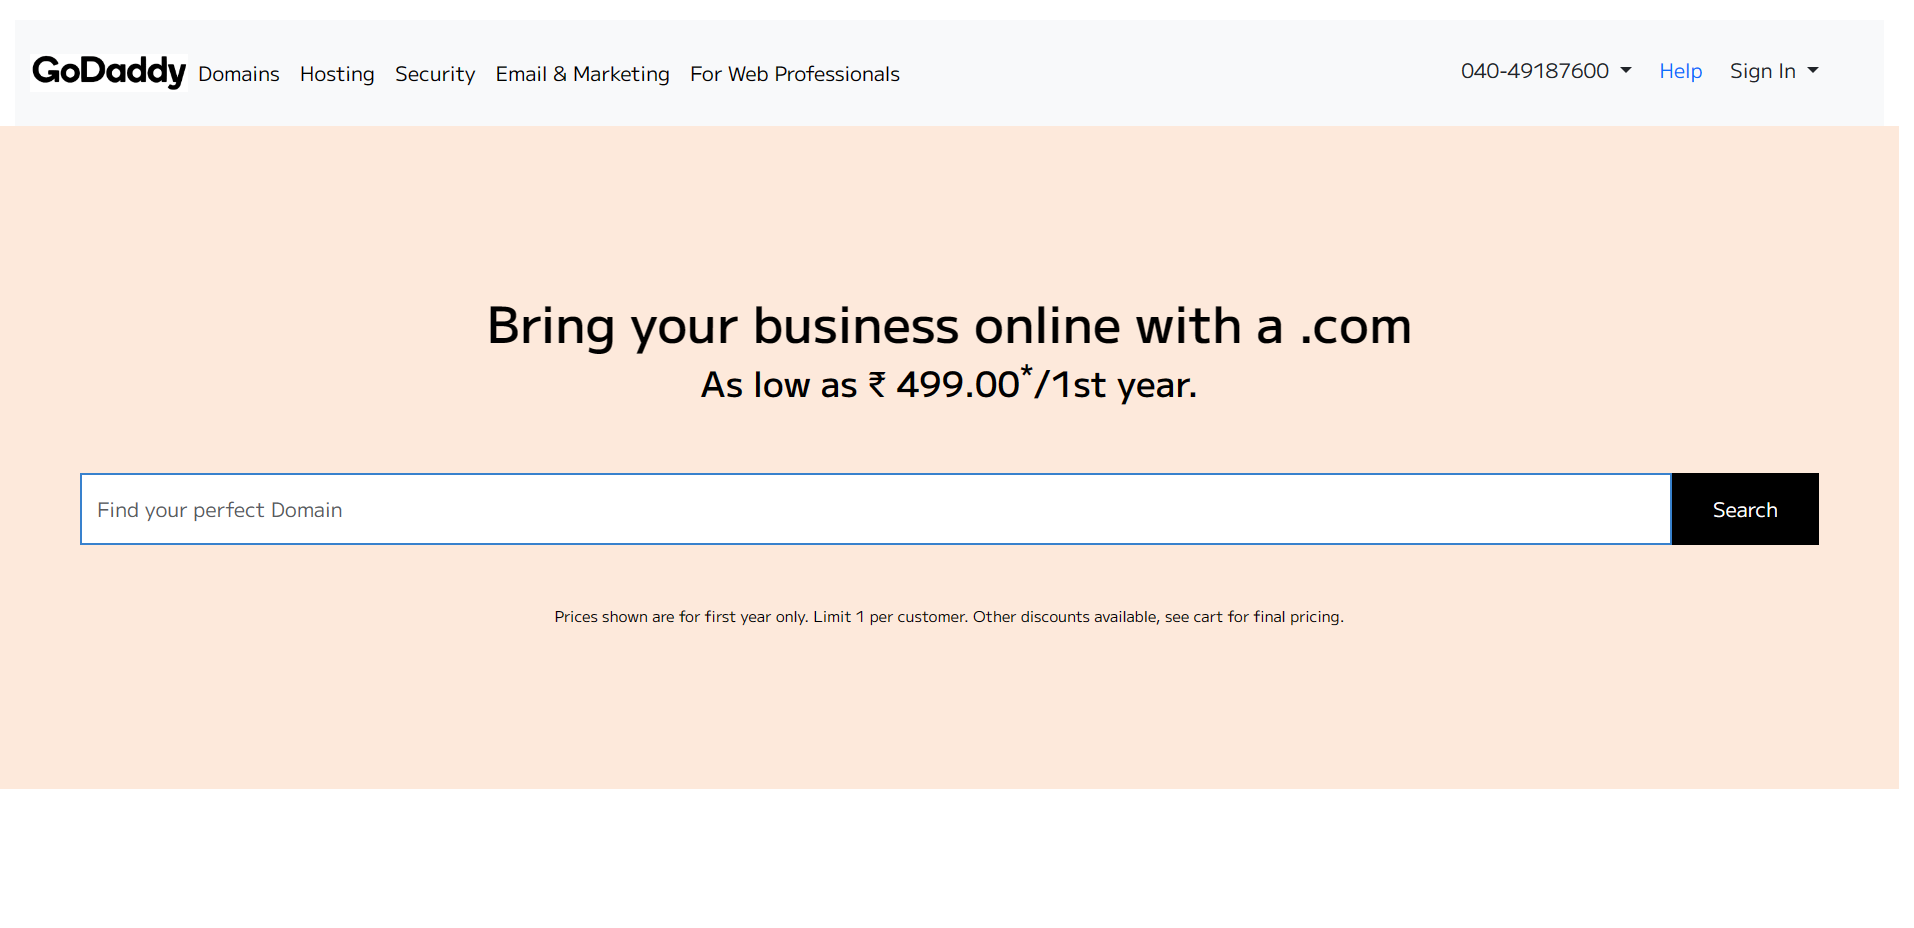 GoDaddy Domains Hosting Security Email & Marketing For Web Professionals 040-49187600 Help Sign In
Bring your business online with a .com
As low as ₹ 499.00*/1st year.
Find your perfect Domain Search
Prices shown are for first year only. Limit 1 per customer. Other discounts available, see cart for final pricing.